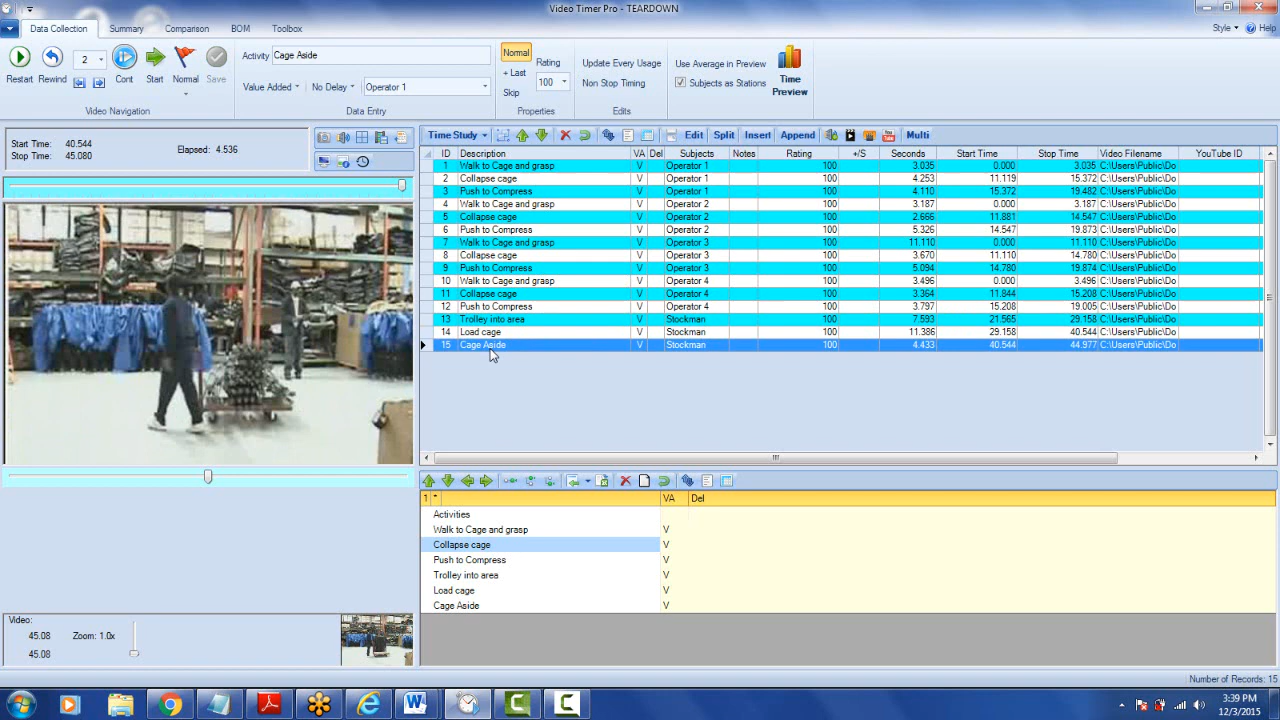 Video Timer Pro - TEARDOWN
Data Collection Summary Comparison BOM Toolbox Style Help
Restart Rewind 2 Cont Start Normal Save
Video Navigation
Activity Cage Aside
Value Added No Delay Operator 1
Data Entry
Normal Rating
+ Last 100
Skip
Properties
Update Every Usage
Non Stop Timing
Edits
Use Average in Preview
Subjects as Stations
Time
Preview
Start Time: 40.544
Stop Time: 45.080
Elapsed: 4.536
Time Study Edit Split Insert Append Multi
ID Description VA Del Subjects Notes Rating +/S Seconds Start Time Stop Time Video Filename YouTube ID
1 Walk to Cage and grasp V Operator 1 100 3.035 0.000 3.035 C:\Users\Public\Do
2 Collapse cage V Operator 1 100 4.253 11.119 15.372 C:\Users\Public\Do
3 Push to Compress V Operator 1 100 4.110 15.372 19.482 C:\Users\Public\Do
4 Walk to Cage and grasp V Operator 2 100 3.187 0.000 3.187 C:\Users\Public\Do
5 Collapse cage V Operator 2 100 2.666 11.881 14.547 C:\Users\Public\Do
6 Push to Compress V Operator 2 100 5.326 14.547 19.873 C:\Users\Public\Do
7 Walk to Cage and grasp V Operator 3 100 11.110 0.000 11.110 C:\Users\Public\Do
8 Collapse cage V Operator 3 100 3.670 11.110 14.780 C:\Users\Public\Do
9 Push to Compress V Operator 3 100 5.094 14.780 19.874 C:\Users\Public\Do
10 Walk to Cage and grasp V Operator 4 100 3.496 0.000 3.496 C:\Users\Public\Do
11 Collapse cage V Operator 4 100 3.364 11.844 15.208 C:\Users\Public\Do
12 Push to Compress V Operator 4 100 3.797 15.208 19.005 C:\Users\Public\Do
13 Trolley into area V Stockman 100 7.593 21.565 29.158 C:\Users\Public\Do
14 Load cage V Stockman 100 11.386 29.158 40.544 C:\Users\Public\Do
15 Cage Aside V Stockman 100 4.433 40.544 44.977 C:\Users\Public\Do
1 * VA Del
Activities
Walk to Cage and grasp V
Collapse cage V
Push to Compress V
Trolley into area V
Load cage V
Cage Aside V
Video:
45.08 Zoom: 1.0x
45.08
Number of Records: 15
3:39 PM
12/3/2015